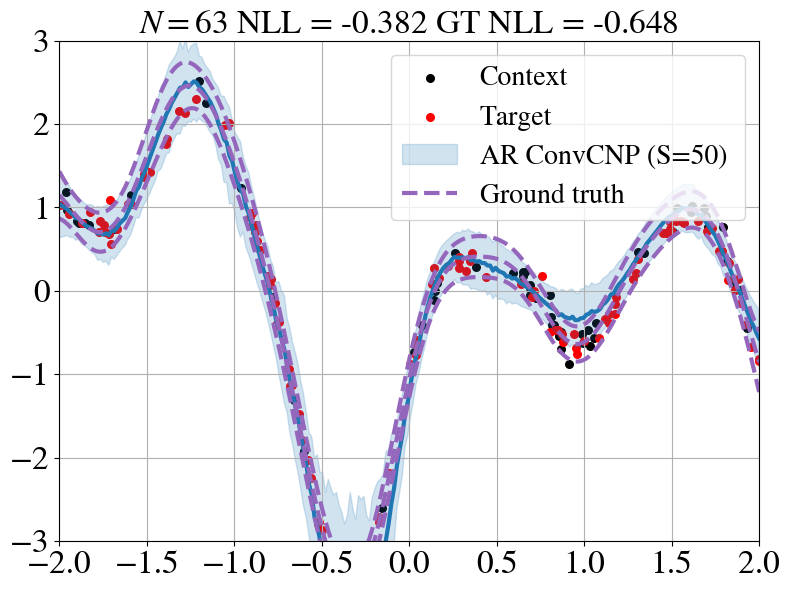 N = 63 NLL = -0.382 GT NLL = -0.648
Context
Target
AR ConvCNP (S=50)
Ground truth
3
2
1
0
−1
−2
−3
−2.0 −1.5 −1.0 −0.5 0.0 0.5 1.0 1.5 2.0